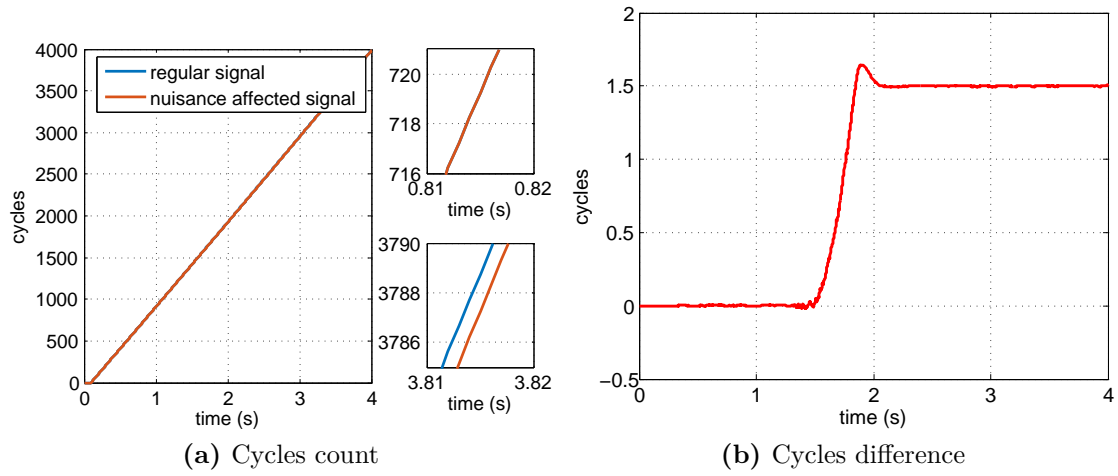 4000
3500
3000
2500
2000
1500
1000
500
0
cycles
regular signal
nuisance affected signal
0 1 2 3 4
time (s)
720
718
716
0.81 0.82
time (s)
3790
3788
3786
3.81 3.82
time (s)
(a) Cycles count
2
1.5
1
0.5
0
−0.5
cycles
0 1 2 3 4
time (s)
(b) Cycles difference